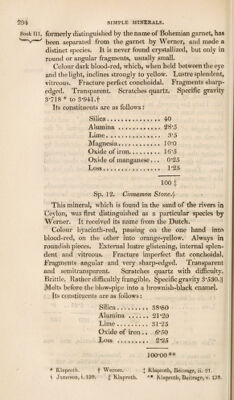 294 SIMPLE MINERALS.
Book III. formerly distinguished by the name of Bohemian garnet, has
been separated from the garnet by Werner, and made a
distinct species. It is never found crystallized, but only in
round or angular fragments, usually small.
Colour dark blood-red, which, when held between the eye
and the light, inclines strongly to yellow. Lustre splendent,
vitreous. Fracture perfect conchoidal. Fragments sharp-
edged. Transparent. Scratches quartz. Specific gravity
3·718 * to 3·941.†
Its constituents are as follows:
Silica .............. 40
Alumina ............ 28·5
Lime ............... 3·5
Magnesia ........... 10·0
Oxide of iron ........ 16·5
Oxide of manganese ... 0·25
Loss ............... 1·25
100 ‡
Sp. 12. Cinnamon Stone.§
This mineral, which is found in the sand of the rivers in
Ceylon, was first distinguished as a particular species by
Werner. It received its name from the Dutch.
Colour hyacinth-red, passing on the one hand into
blood-red, on the other into orange-yellow. Always in
roundish pieces. External lustre glistening, internal splen-
dent and vitreous. Fracture imperfect flat conchoidal.
Fragments angular and very sharp-edged. Transparent
and semitransparent. Scratches quartz with difficulty.
Brittle. Rather difficultly frangible. Specific gravity 3·530.‖
Melts before the blow-pipe into a brownish-black enamel.
Its constituents are as follows:
Silica ......... 38·80
Alumina ...... 21·20
Lime ......... 31·25
Oxide of iron .. 6·50
Loss ......... 2·25
100·00 **
* Klaproth. † Werner. ‡ Klaproth, Beitrage, ii. 21.
§ Jameson, i. 139. ‖ Klaproth. ** Klaproth, Beitrage, v. 138.